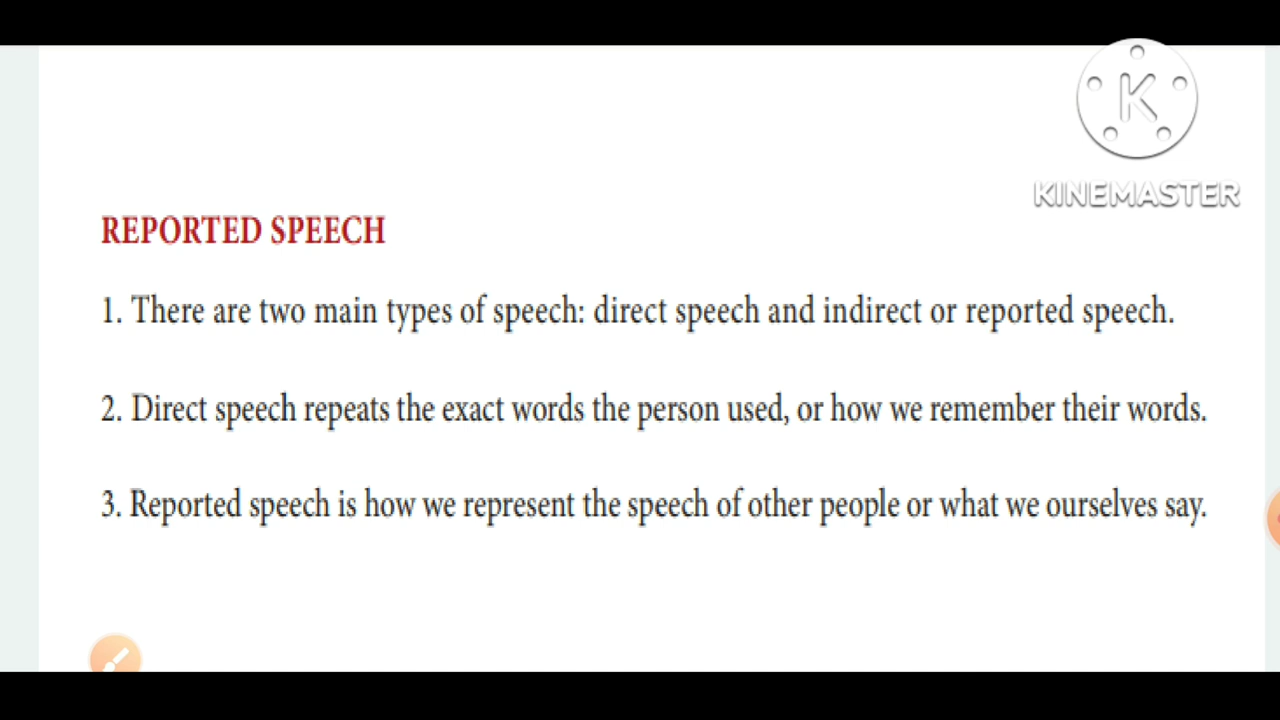 KINEMASTER
REPORTED SPEECH
1. There are two main types of speech: direct speech and indirect or reported speech.
2. Direct speech repeats the exact words the person used, or how we remember their words.
3. Reported speech is how we represent the speech of other people or what we ourselves say.